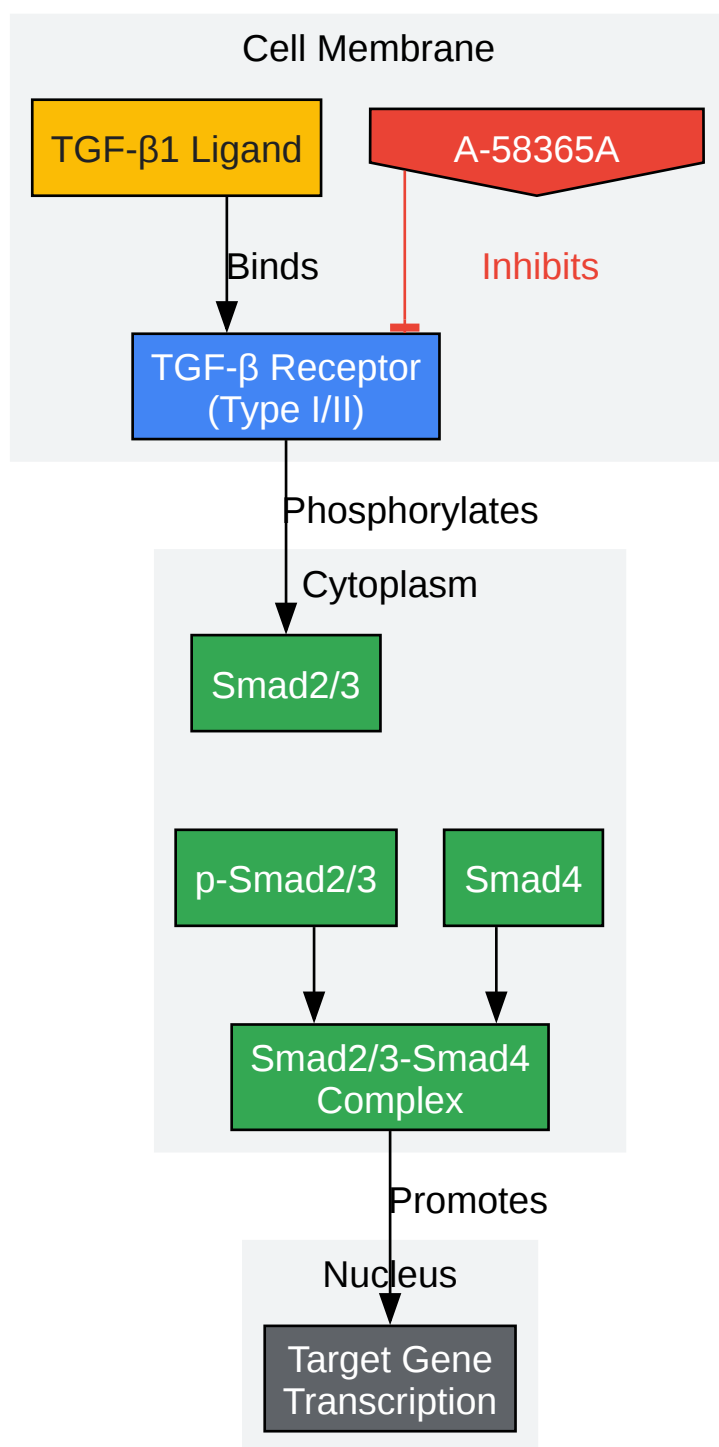 Cell Membrane
TGF-β1 Ligand
A-58365A
Binds
Inhibits
TGF-β Receptor
(Type I/II)
Phosphorylates
Cytoplasm
Smad2/3
p-Smad2/3
Smad4
Smad2/3-Smad4
Complex
Promotes
Nucleus
Target Gene
Transcription